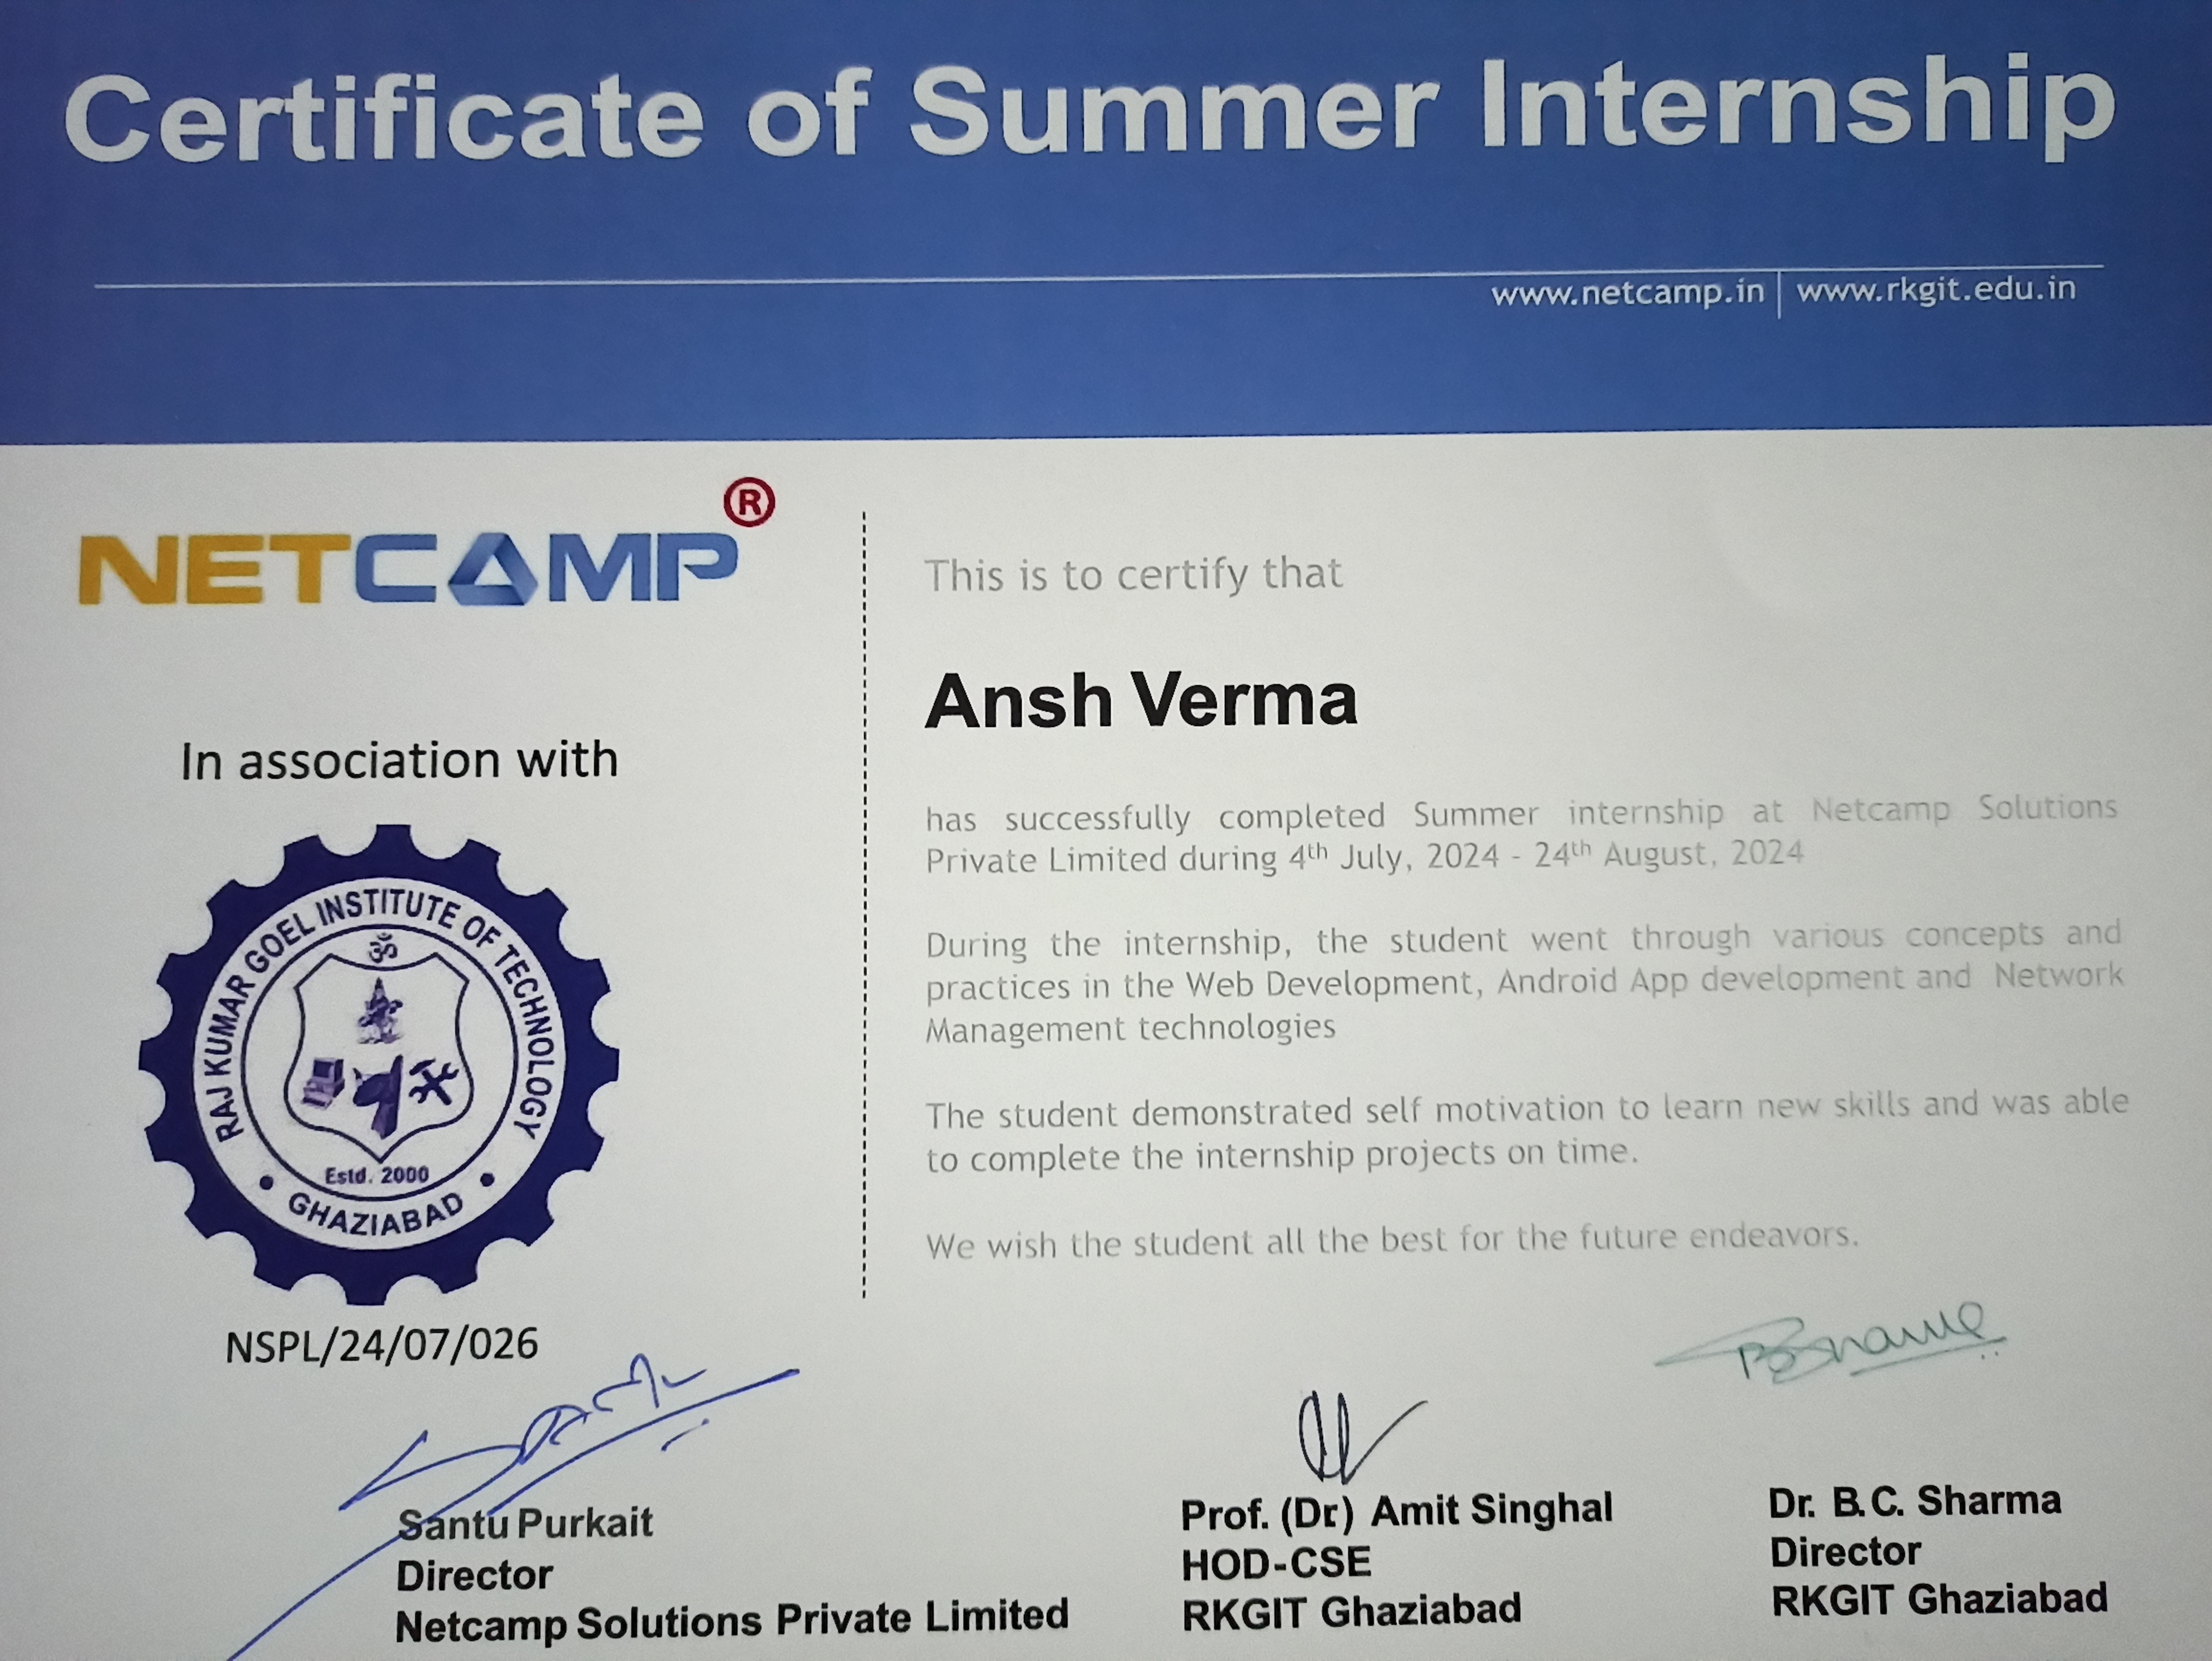 Certificate of Summer Internship
www.netcamp.in | www.rkgit.edu.in
NETCAMP®
In association with
RAJ KUMAR GOEL INSTITUTE OF TECHNOLOGY
ॐ
Estd. 2000
GHAZIABAD
NSPL/24/07/026
This is to certify that
Ansh Verma
has successfully completed Summer internship at Netcamp Solutions
Private Limited during 4th July, 2024 - 24th August, 2024
During the internship, the student went through various concepts and
practices in the Web Development, Android App development and Network
Management technologies
The student demonstrated self motivation to learn new skills and was able
to complete the internship projects on time.
We wish the student all the best for the future endeavors.
Santu Purkait
Director
Netcamp Solutions Private Limited
Prof. (Dr) Amit Singhal
HOD-CSE
RKGIT Ghaziabad
Dr. B.C. Sharma
Director
RKGIT Ghaziabad